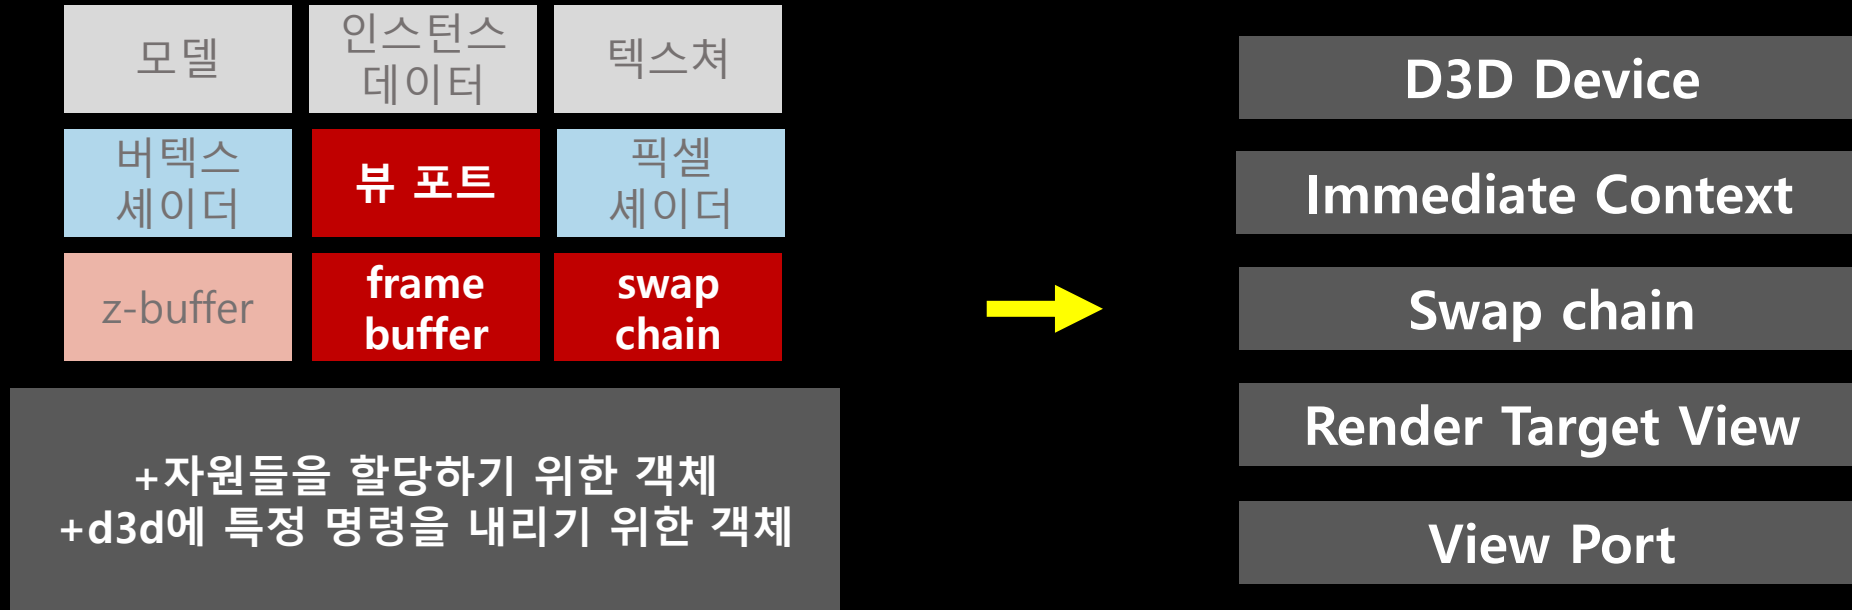 모델
인스턴스
데이터
텍스쳐
버텍스
셰이더
뷰 포트
픽셀
셰이더
z-buffer
frame
buffer
swap
chain
+자원들을 할당하기 위한 객체
+d3d에 특정 명령을 내리기 위한 객체
D3D Device
Immediate Context
Swap chain
Render Target View
View Port